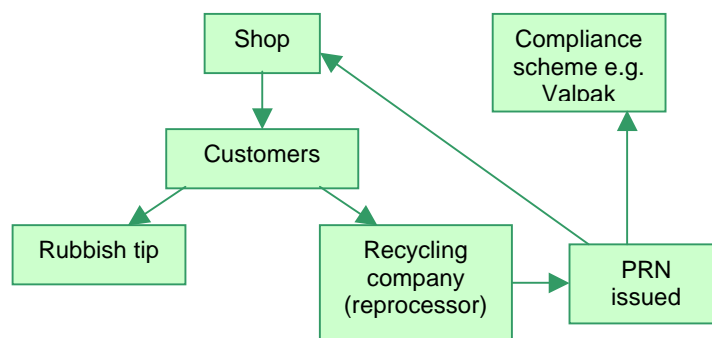 Shop
Compliance
scheme e.g.
Valpak
Customers
Rubbish tip
Recycling
company
(reprocessor)
PRN
issued